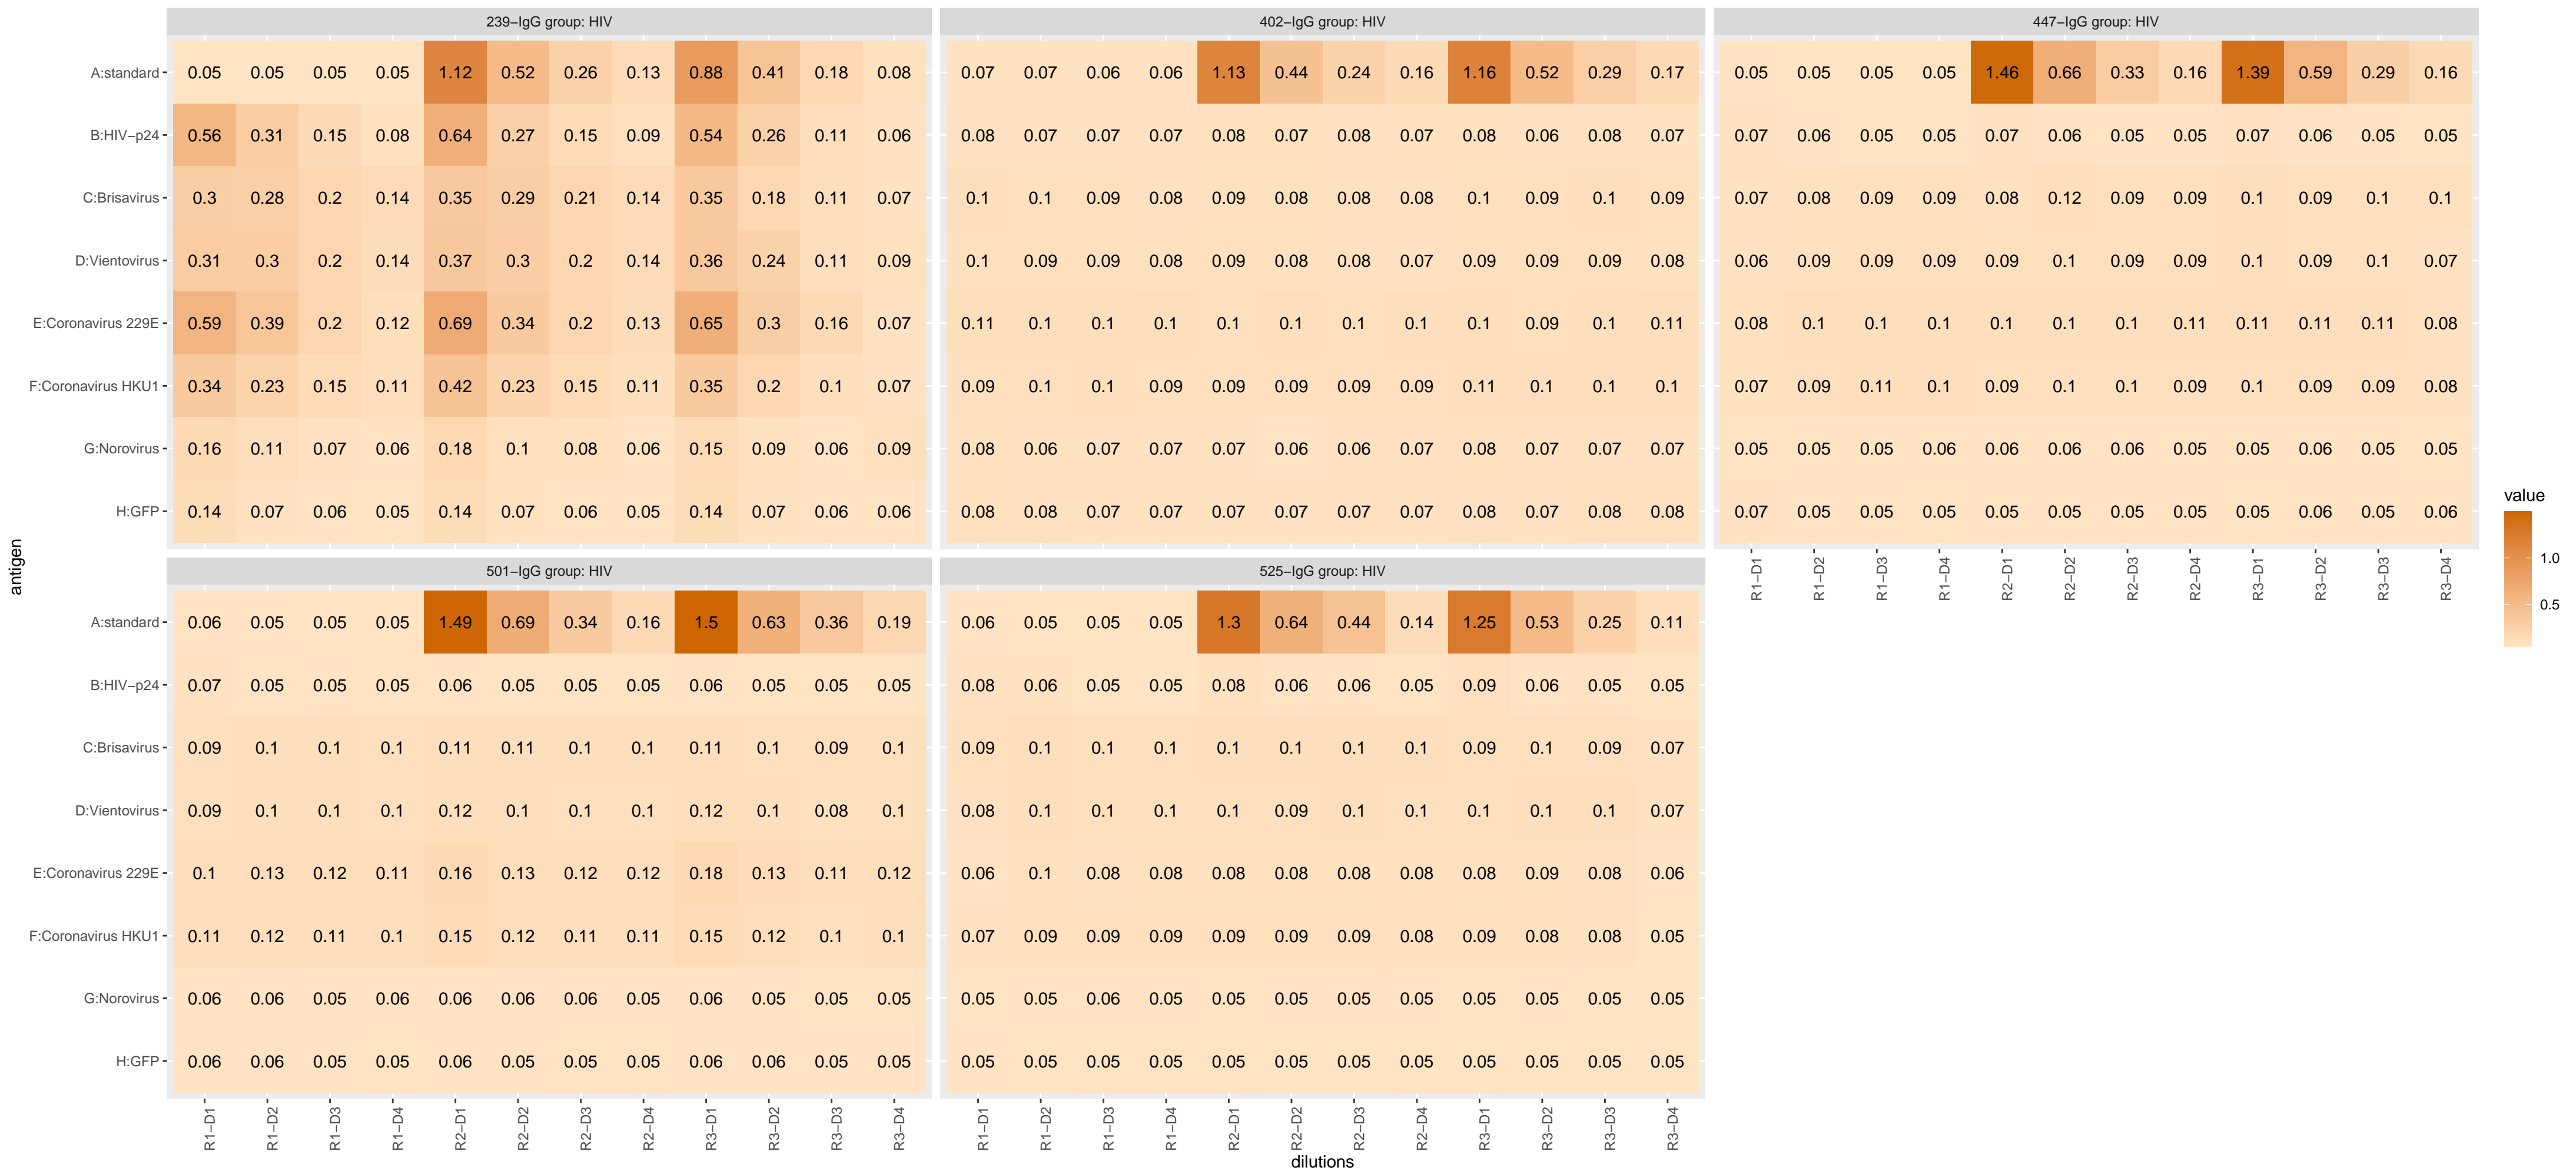 239−IgG group: HIV 402−IgG group: HIV 447−IgG group: HIV
A:standard 0.05 0.05 0.05 0.05 1.12 0.52 0.26 0.13 0.88 0.41 0.18 0.08 0.07 0.07 0.06 0.06 1.13 0.44 0.24 0.16 1.16 0.52 0.29 0.17 0.05 0.05 0.05 0.05 1.46 0.66 0.33 0.16 1.39 0.59 0.29 0.16
B:HIV−p24 0.56 0.31 0.15 0.08 0.64 0.27 0.15 0.09 0.54 0.26 0.11 0.06 0.08 0.07 0.07 0.07 0.08 0.07 0.08 0.07 0.08 0.06 0.08 0.07 0.07 0.06 0.05 0.05 0.07 0.06 0.05 0.05 0.07 0.06 0.05 0.05
C:Brisavirus 0.3 0.28 0.2 0.14 0.35 0.29 0.21 0.14 0.35 0.18 0.11 0.07 0.1 0.1 0.09 0.08 0.09 0.08 0.08 0.08 0.1 0.09 0.1 0.09 0.07 0.08 0.09 0.09 0.08 0.12 0.09 0.09 0.1 0.09 0.1 0.1
D:Vientovirus 0.31 0.3 0.2 0.14 0.37 0.3 0.2 0.14 0.36 0.24 0.11 0.09 0.1 0.09 0.09 0.08 0.09 0.08 0.08 0.07 0.09 0.09 0.09 0.08 0.06 0.09 0.09 0.09 0.09 0.1 0.09 0.09 0.1 0.09 0.1 0.07
E:Coronavirus 229E 0.59 0.39 0.2 0.12 0.69 0.34 0.2 0.13 0.65 0.3 0.16 0.07 0.11 0.1 0.1 0.1 0.1 0.1 0.1 0.1 0.1 0.09 0.1 0.11 0.08 0.1 0.1 0.1 0.1 0.1 0.1 0.11 0.11 0.11 0.11 0.08
F:Coronavirus HKU1 0.34 0.23 0.15 0.11 0.42 0.23 0.15 0.11 0.35 0.2 0.1 0.07 0.09 0.1 0.1 0.09 0.09 0.09 0.09 0.09 0.11 0.1 0.1 0.1 0.07 0.09 0.11 0.1 0.09 0.1 0.1 0.09 0.1 0.09 0.09 0.08
G:Norovirus 0.16 0.11 0.07 0.06 0.18 0.1 0.08 0.06 0.15 0.09 0.06 0.09 0.08 0.06 0.07 0.07 0.07 0.06 0.06 0.07 0.08 0.07 0.07 0.07 0.05 0.05 0.05 0.06 0.06 0.06 0.05 0.05 0.05 0.06 0.05 0.05
H:GFP 0.14 0.07 0.06 0.05 0.14 0.07 0.06 0.05 0.14 0.07 0.06 0.06 0.08 0.08 0.07 0.07 0.07 0.07 0.07 0.07 0.08 0.07 0.08 0.08 0.07 0.05 0.05 0.05 0.05 0.05 0.05 0.05 0.05 0.06 0.05 0.06
R1−D1 R1−D2 R1−D3 R1−D4 R2−D1 R2−D2 R2−D3 R2−D4 R3−D1 R3−D2 R3−D3 R3−D4
501−IgG group: HIV 525−IgG group: HIV
A:standard 0.06 0.05 0.05 0.05 1.49 0.69 0.34 0.16 1.5 0.63 0.36 0.19 0.06 0.05 0.05 0.05 1.3 0.64 0.44 0.14 1.25 0.53 0.25 0.11
B:HIV−p24 0.07 0.05 0.05 0.05 0.06 0.05 0.05 0.05 0.06 0.05 0.05 0.05 0.08 0.06 0.05 0.05 0.08 0.06 0.06 0.05 0.09 0.06 0.05 0.05
C:Brisavirus 0.09 0.1 0.1 0.1 0.11 0.11 0.1 0.1 0.11 0.1 0.09 0.1 0.09 0.1 0.1 0.1 0.1 0.1 0.1 0.1 0.09 0.1 0.09 0.07
D:Vientovirus 0.09 0.1 0.1 0.1 0.12 0.1 0.1 0.1 0.12 0.1 0.08 0.1 0.08 0.1 0.1 0.1 0.1 0.09 0.1 0.1 0.1 0.1 0.1 0.07
E:Coronavirus 229E 0.1 0.13 0.12 0.11 0.16 0.13 0.12 0.12 0.18 0.13 0.11 0.12 0.06 0.1 0.08 0.08 0.08 0.08 0.08 0.08 0.08 0.09 0.08 0.06
F:Coronavirus HKU1 0.11 0.12 0.11 0.1 0.15 0.12 0.11 0.11 0.15 0.12 0.1 0.1 0.07 0.09 0.09 0.09 0.09 0.09 0.09 0.08 0.09 0.08 0.08 0.05
G:Norovirus 0.06 0.06 0.05 0.06 0.06 0.06 0.06 0.05 0.06 0.05 0.05 0.05 0.05 0.05 0.06 0.05 0.05 0.05 0.05 0.05 0.05 0.05 0.05 0.05
H:GFP 0.06 0.06 0.05 0.05 0.06 0.05 0.05 0.05 0.06 0.06 0.05 0.05 0.05 0.05 0.05 0.05 0.05 0.05 0.05 0.05 0.05 0.05 0.05 0.05
R1−D1 R1−D2 R1−D3 R1−D4 R2−D1 R2−D2 R2−D3 R2−D4 R3−D1 R3−D2 R3−D3 R3−D4 R1−D1 R1−D2 R1−D3 R1−D4 R2−D1 R2−D2 R2−D3 R2−D4 R3−D1 R3−D2 R3−D3 R3−D4
dilutions
antigen
value
1.0
0.5